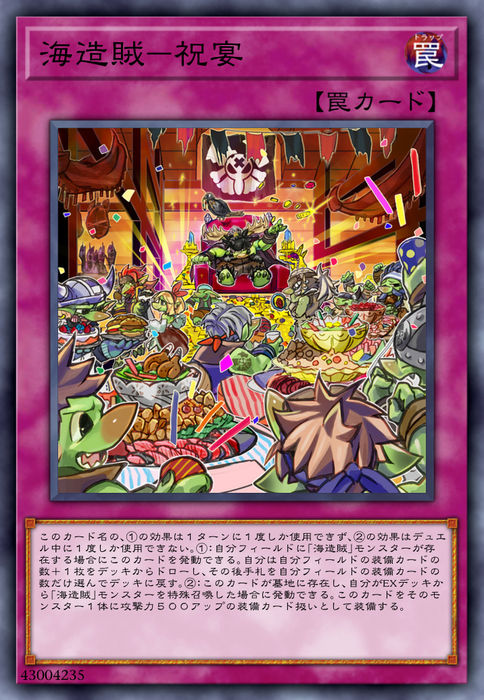 海造賊－祝宴
トラップ
罠
【罠カード】
このカード名の、①の効果は１ターンに１度しか使用できず、②の効果はデュエ
ル中に１度しか使用できない。①：自分フィールドに「海造賊」モンスターが存
在する場合にこのカードを発動できる。自分は自分フィールドの装備カードの
数＋１枚をデッキからドローし、その後手札を自分フィールドの装備カードの
数だけ選んでデッキに戻す。②：このカードが墓地に存在し、自分がEXデッキか
ら「海造賊」モンスターを特殊召喚した場合に発動できる。このカードをそのモ
ンスター１体に攻撃力５００アップの装備カード扱いとして装備する。
43004235